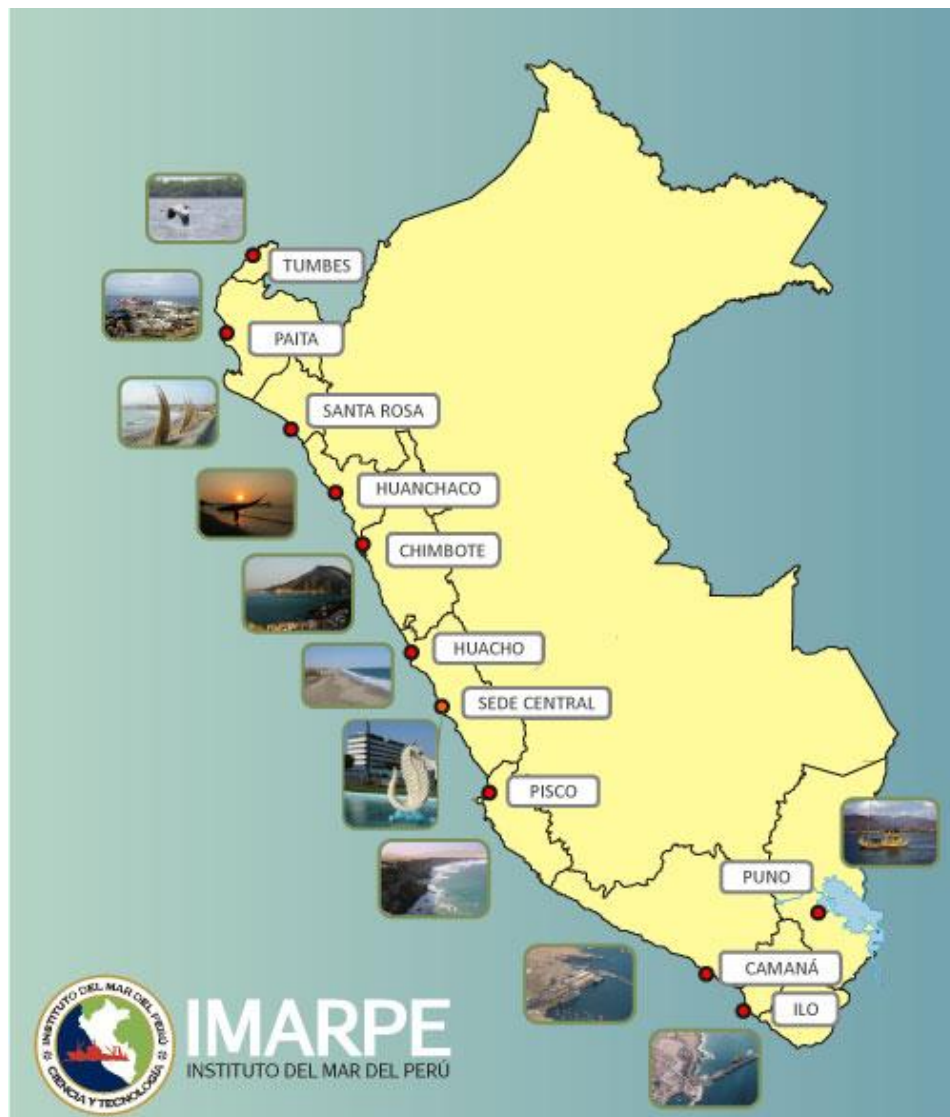 TUMBES
PAITA
SANTA ROSA
HUANCHACO
CHIMBOTE
HUACHO
SEDE CENTRAL
PISCO
PUNO
CAMANÁ
ILO
INSTITUTO DEL MAR DEL PERÚ
CIENCIA Y TECNOLOGÍA
IMARPE
INSTITUTO DEL MAR DEL PERÚ